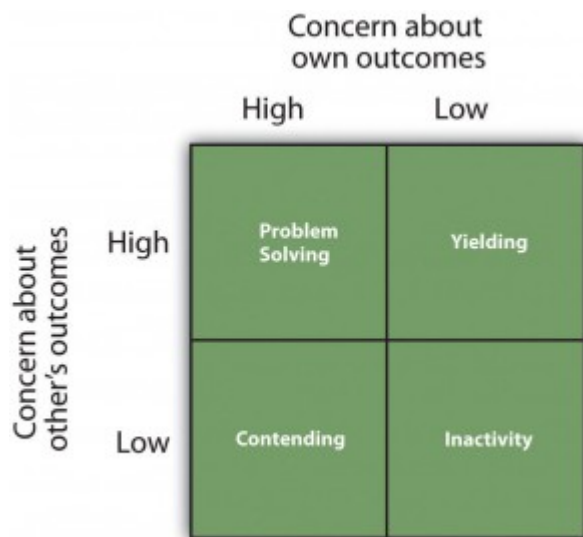 Concern about
own outcomes
High
Low
Concern about
other's outcomes
High
Problem
Solving
Yielding
Low
Contending
Inactivity